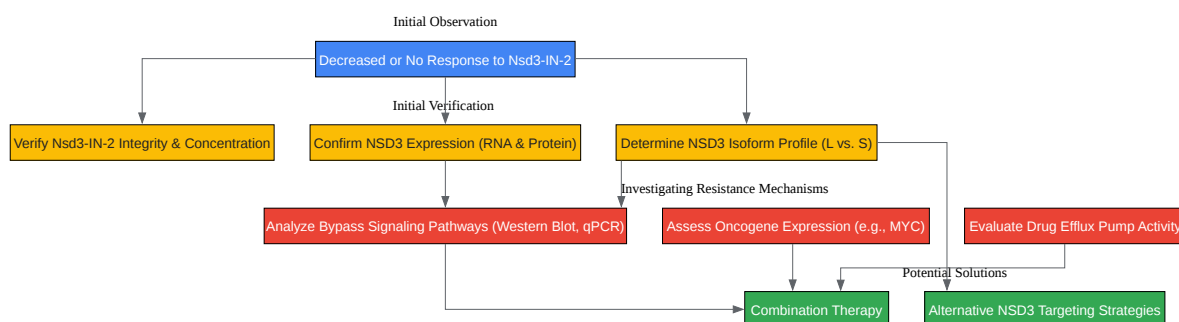 Initial Observation
Decreased or No Response to Nsd3-IN-2
Initial Verification
Verify Nsd3-IN-2 Integrity & Concentration
Confirm NSD3 Expression (RNA & Protein)
Determine NSD3 Isoform Profile (L vs. S)
Investigating Resistance Mechanisms
Analyze Bypass Signaling Pathways (Western Blot, qPCR)
Assess Oncogene Expression (e.g., MYC)
Evaluate Drug Efflux Pump Activity
Potential Solutions
Combination Therapy
Alternative NSD3 Targeting Strategies